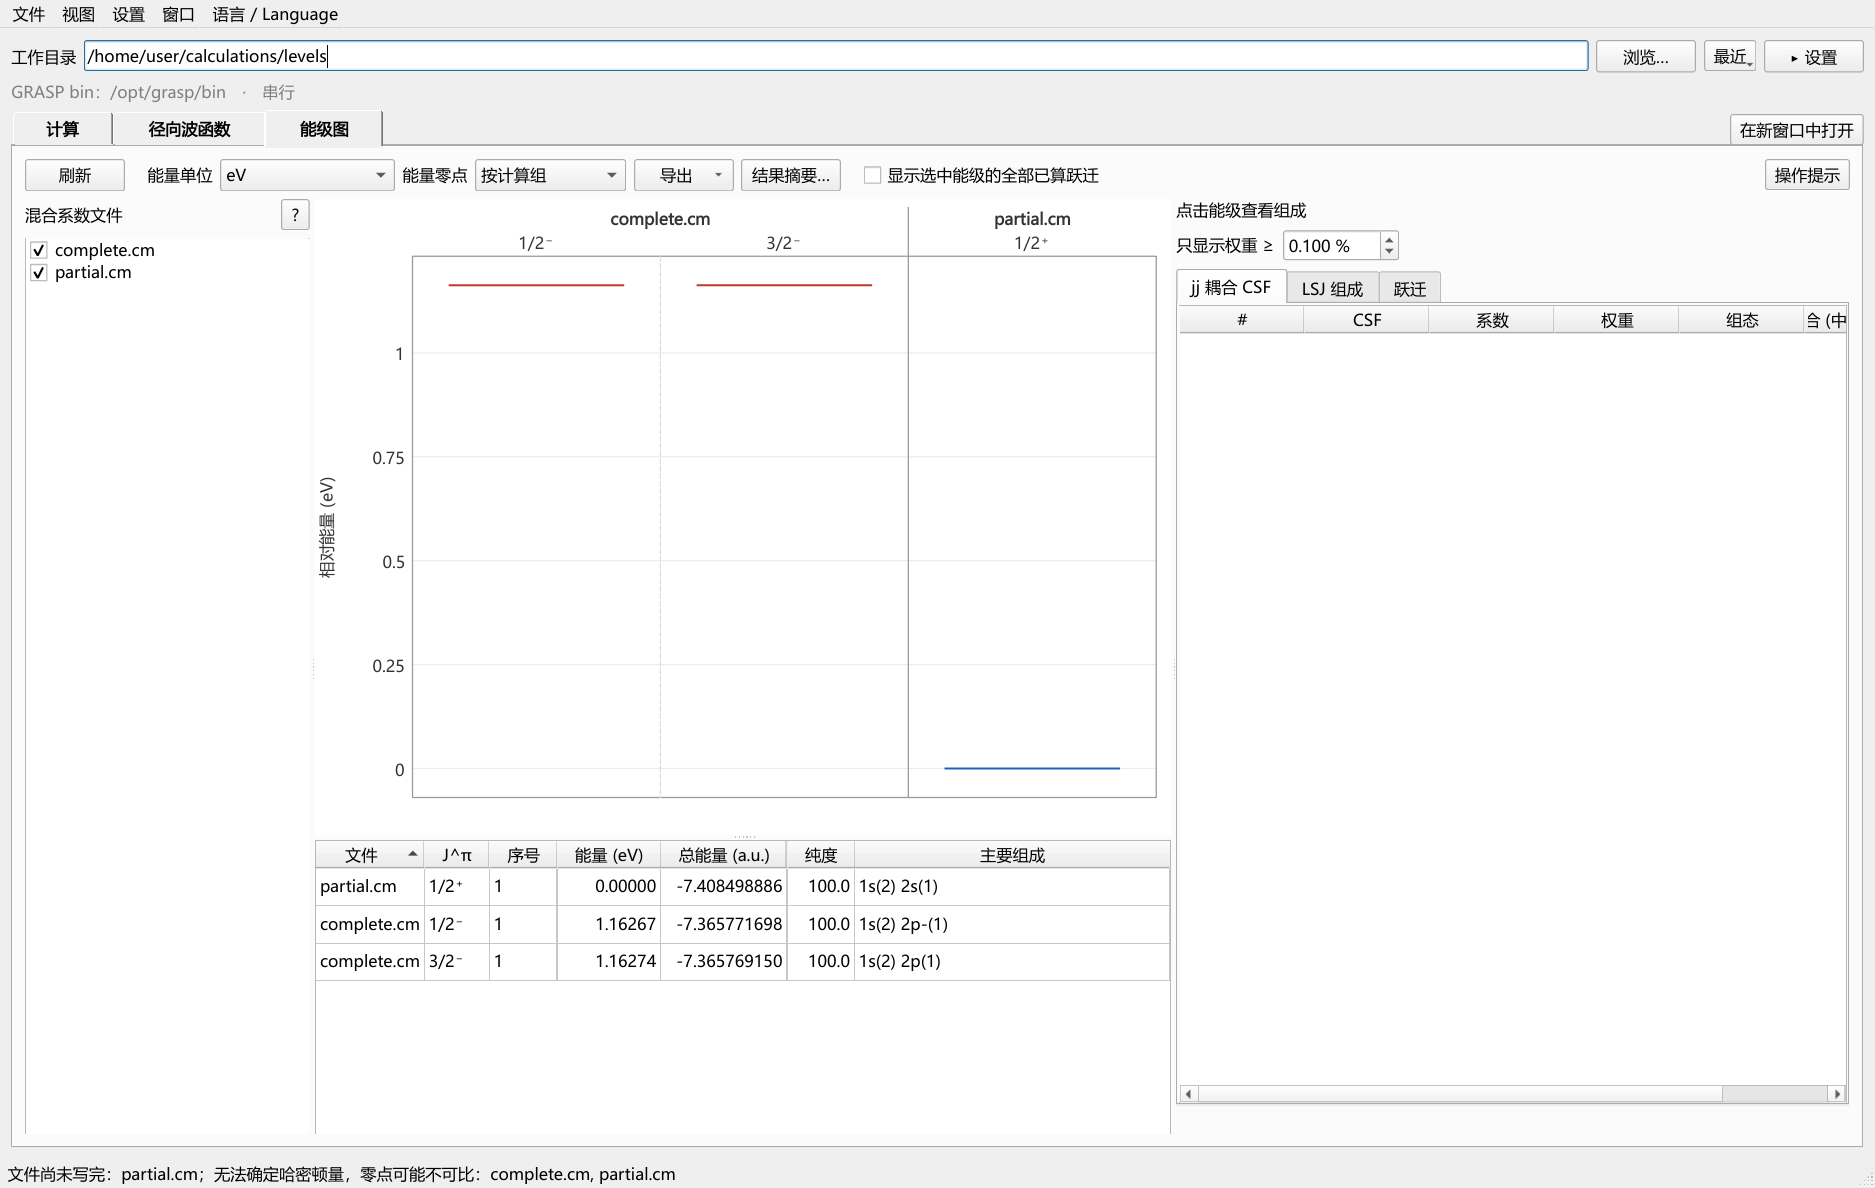 文件 视图 设置 窗口 语言 / Language
工作目录 /home/user/calculations/levels 浏览... 最近 ▸ 设置
GRASP bin: /opt/grasp/bin · 串行
计算 径向波函数 能级图 在新窗口中打开
刷新 能量单位 eV 能量零点 按计算组 导出 结果摘要... 显示选中能级的全部已算跃迁 操作提示
混合系数文件 ?
complete.cm
partial.cm
complete.cm partial.cm
1/2⁻ 3/2⁻ 1/2⁺
1
0.75
0.5
0.25
0
相对能量 (eV)
点击能级查看组成
只显示权重 ≥ 0.100 %
jj 耦合 CSF LSJ 组成 跃迁
# CSF 系数 权重 组态 合 (中
文件 J^π 序号 能量 (eV) 总能量 (a.u.) 纯度 主要组成
partial.cm 1/2⁺ 1 0.00000 -7.408498886 100.0 1s(2) 2s(1)
complete.cm 1/2⁻ 1 1.16267 -7.365771698 100.0 1s(2) 2p-(1)
complete.cm 3/2⁻ 1 1.16274 -7.365769150 100.0 1s(2) 2p(1)
文件尚未写完：partial.cm；无法确定哈密顿量，零点可能不可比：complete.cm, partial.cm